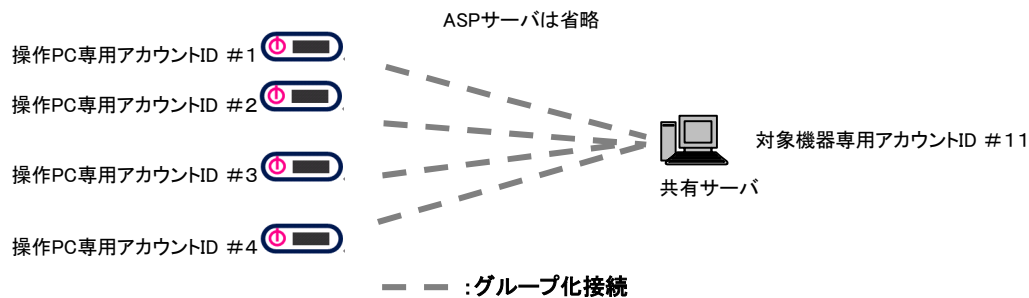 ASPサーバは省略
操作PC専用アカウントID #1
操作PC専用アカウントID #2
操作PC専用アカウントID #3
操作PC専用アカウントID #4
対象機器専用アカウントID #11
共有サーバ
:グループ化接続